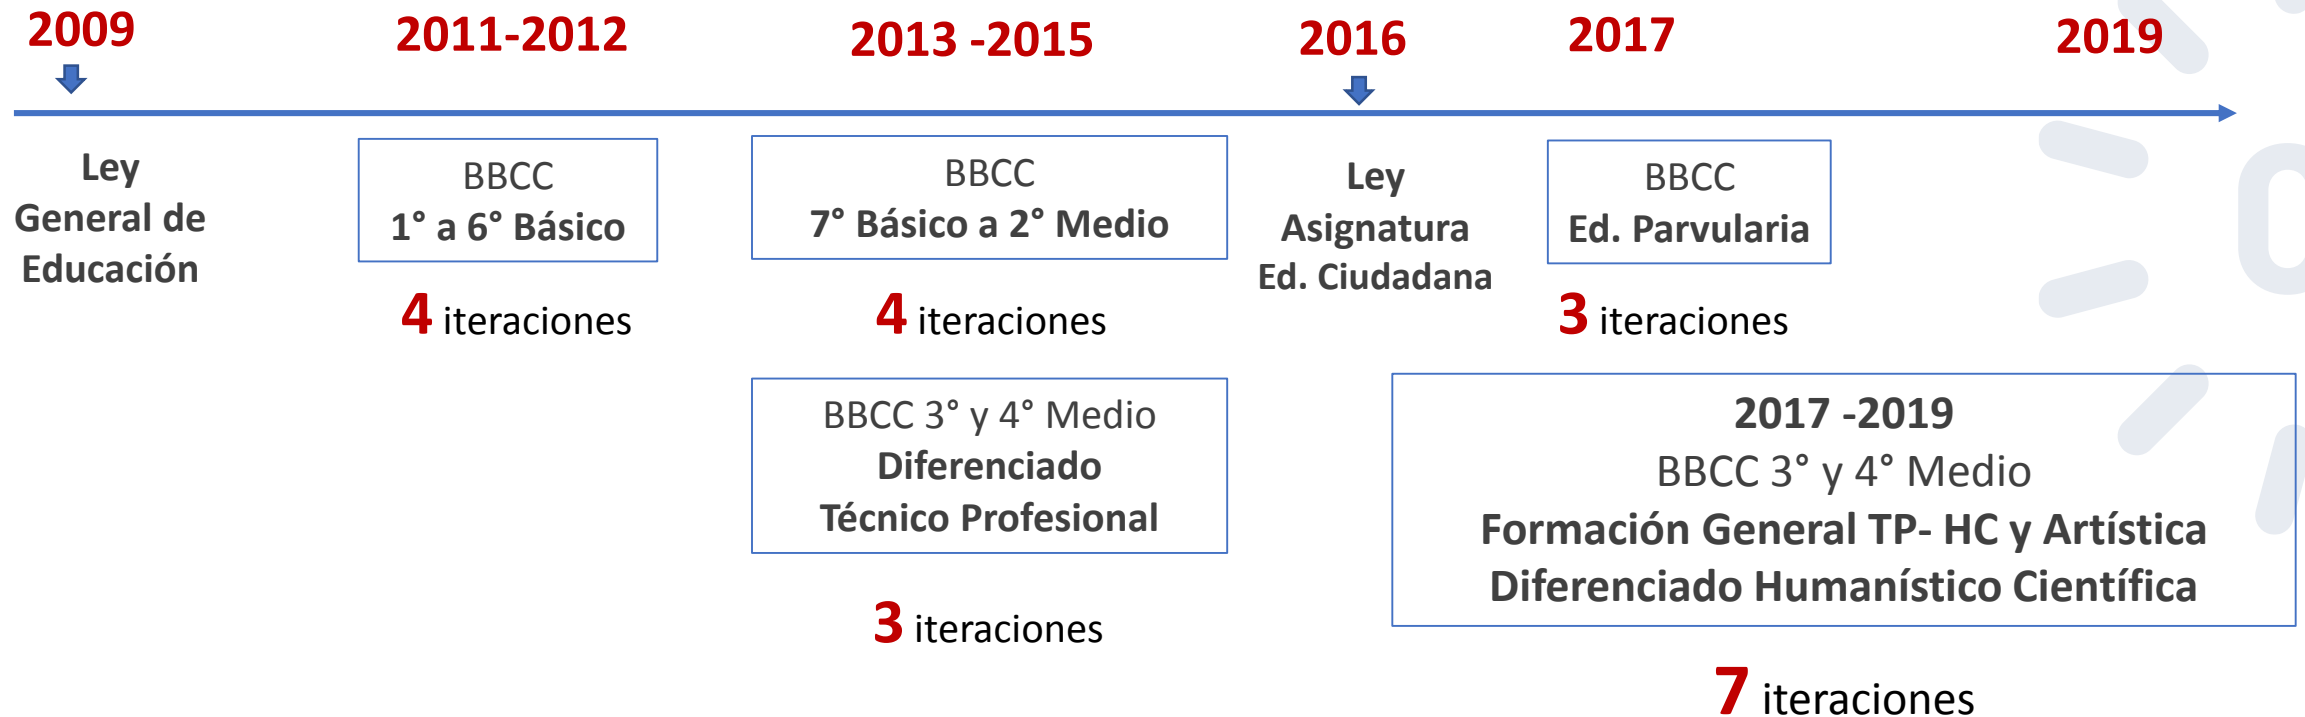 2009
2011-2012
2013 -2015
2016
2017
2019
Ley
General de
Educación
BBCC
1° a 6° Básico
4 iteraciones
BBCC
7° Básico a 2° Medio
4 iteraciones
BBCC 3° y 4° Medio
Diferenciado
Técnico Profesional
3 iteraciones
Ley
Asignatura
Ed. Ciudadana
BBCC
Ed. Parvularia
3 iteraciones
2017 -2019
BBCC 3° y 4° Medio
Formación General TP- HC y Artística
Diferenciado Humanístico Científica
7 iteraciones